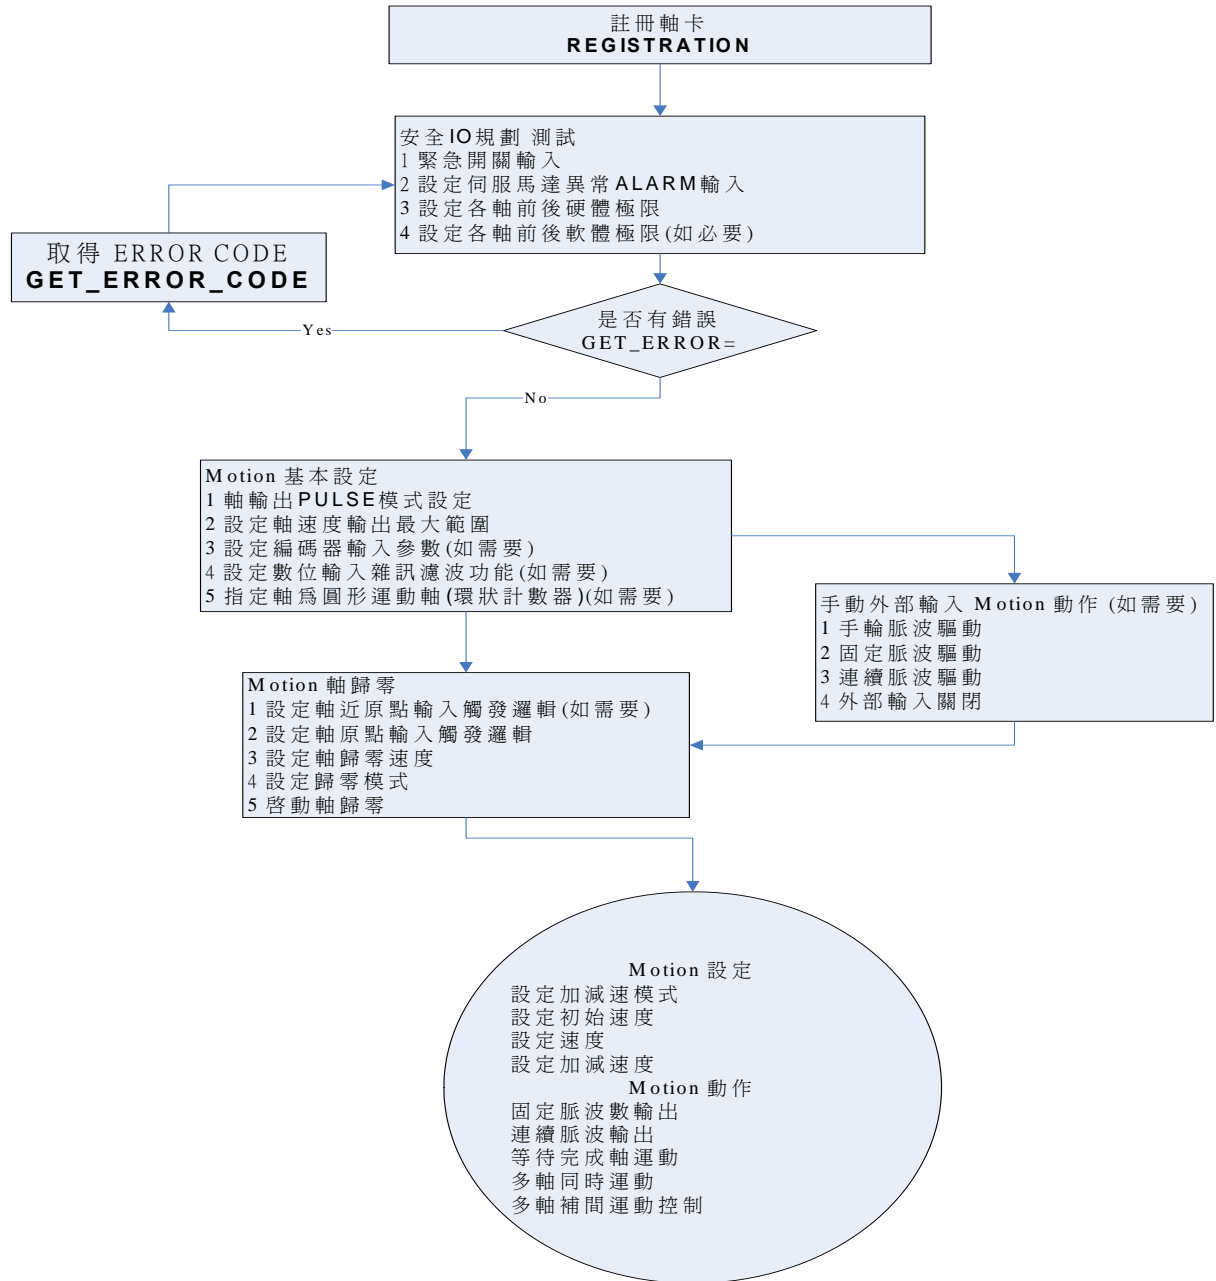 註冊軸卡
REGISTRATION
安全IO規劃 測試
1 緊急開關輸入
2 設定伺服馬達異常ALARM輸入
3 設定各軸前後硬體極限
4 設定各軸前後軟體極限(如必要)
取得 ERROR CODE
GET_ERROR_CODE
是否有錯誤
GET_ERROR=
Yes
No
Motion 基本設定
1 軸輸出PULSE模式設定
2 設定軸速度輸出最大範圍
3 設定編碼器輸入參數(如需要)
4 設定數位輸入雜訊濾波功能(如需要)
5 指定軸爲圓形運動軸(環狀計數器)(如需要)
手動外部輸入 Motion 動作 (如需要)
1 手輪脈波驅動
2 固定脈波驅動
3 連續脈波驅動
4 外部輸入關閉
Motion 軸歸零
1 設定軸近原點輸入觸發邏輯(如需要)
2 設定軸原點輸入觸發邏輯
3 設定軸歸零速度
4 設定歸零模式
5 啓動軸歸零
Motion 設定
設定加減速模式
設定初始速度
設定速度
設定加減速度
Motion 動作
固定脈波數輸出
連續脈波輸出
等待完成軸運動
多軸同時運動
多軸補間運動控制